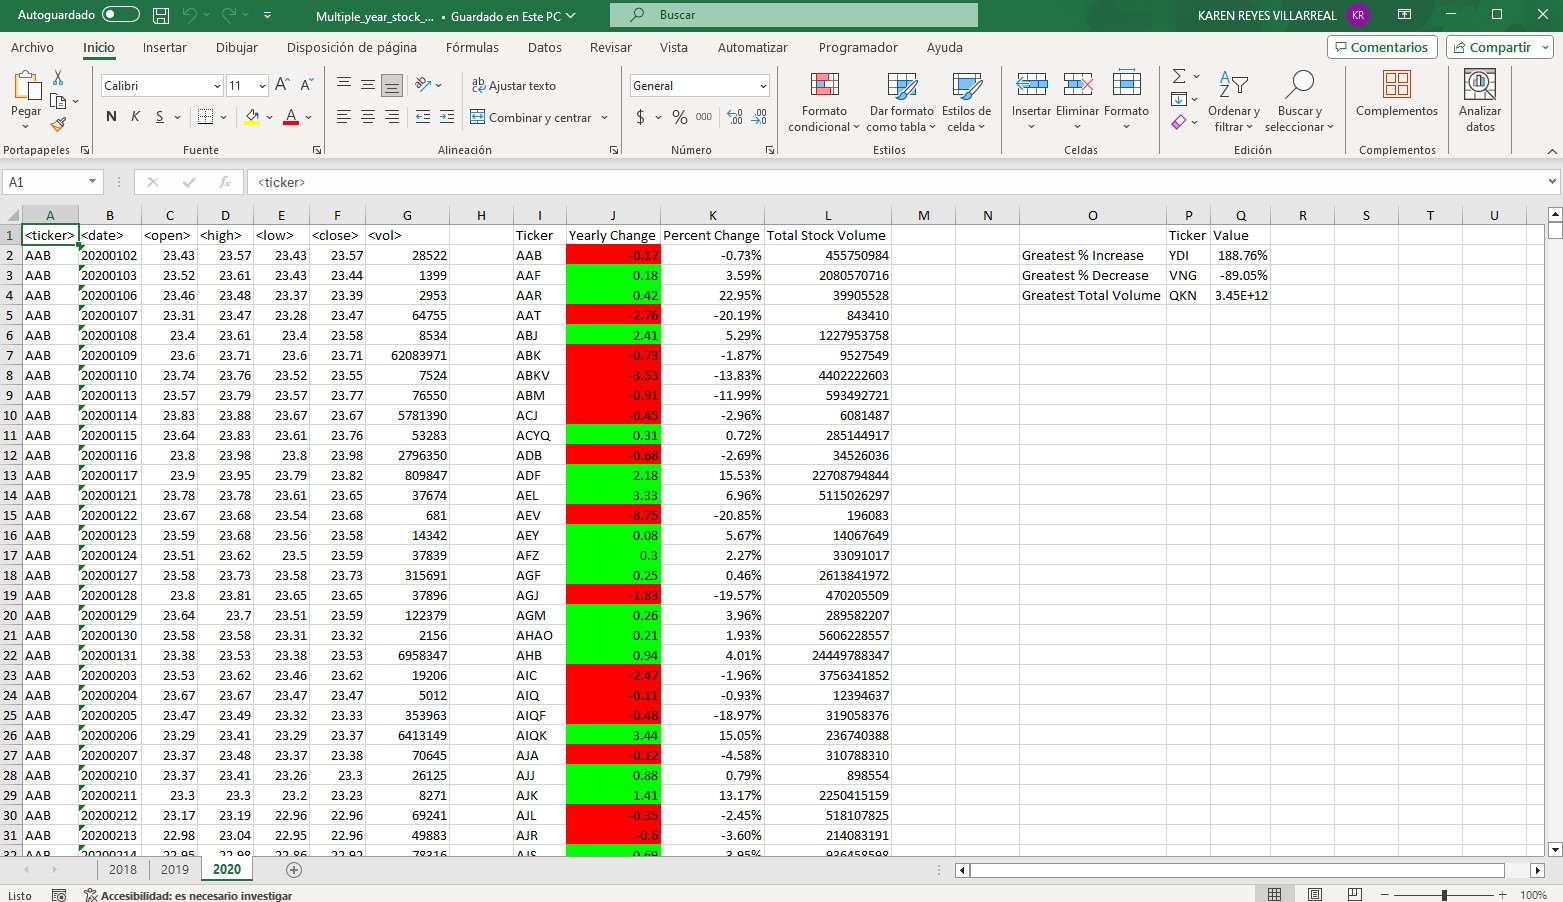 Autoguardado Multiple_year_stock_... • Guardado en Este PC Buscar KAREN REYES VILLARREAL KR
Archivo Inicio Insertar Dibujar Disposición de página Fórmulas Datos Revisar Vista Automatizar Programador Ayuda Comentarios Compartir
Pegar Calibri 11 N K S Ajustar texto Combinar y centrar General $ % 000 Formato condicional Dar formato como tabla Estilos de celda Insertar Eliminar Formato Ordenar y filtrar Buscar y seleccionar Complementos Analizar datos
Portapapeles Fuente Alineación Número Estilos Celdas Edición Complementos
A1 fx <ticker>
A B C D E F G H I J K L M N O P Q R S T U
1 <ticker> <date> <open> <high> <low> <close> <vol> Ticker Yearly Change Percent Change Total Stock Volume Ticker Value
2 AAB 20200102 23.43 23.57 23.43 23.57 28522 AAB -0.17 -0.73% 455750984 Greatest % Increase YDI 188.76%
3 AAB 20200103 23.52 23.61 23.43 23.44 1399 AAF 0.18 3.59% 2080570716 Greatest % Decrease VNG -89.05%
4 AAB 20200106 23.46 23.48 23.37 23.39 2953 AAR 0.42 22.95% 39905528 Greatest Total Volume QKN 3.45E+12
5 AAB 20200107 23.31 23.47 23.28 23.47 64755 AAT -2.76 -20.19% 843410
6 AAB 20200108 23.4 23.61 23.4 23.58 8534 ABJ 2.41 5.29% 1227953758
7 AAB 20200109 23.6 23.71 23.6 23.71 62083971 ABK -0.73 -1.87% 9527549
8 AAB 20200110 23.74 23.76 23.52 23.55 7524 ABKV -3.53 -13.83% 4402222603
9 AAB 20200113 23.57 23.79 23.57 23.77 76550 ABM -0.91 -11.99% 593492721
10 AAB 20200114 23.83 23.88 23.67 23.67 5781390 ACJ -0.45 -2.96% 6081487
11 AAB 20200115 23.64 23.83 23.61 23.76 53283 ACYQ 0.31 0.72% 285144917
12 AAB 20200116 23.8 23.98 23.8 23.98 2796350 ADB -0.68 -2.69% 34526036
13 AAB 20200117 23.9 23.95 23.79 23.82 809847 ADF 2.18 15.53% 22708794844
14 AAB 20200121 23.78 23.78 23.61 23.65 37674 AEL 3.33 6.96% 5115026297
15 AAB 20200122 23.67 23.68 23.54 23.68 681 AEV -8.75 -20.85% 196083
16 AAB 20200123 23.59 23.68 23.56 23.58 14342 AEY 0.08 5.67% 14067649
17 AAB 20200124 23.51 23.62 23.5 23.59 37839 AFZ 0.3 2.27% 33091017
18 AAB 20200127 23.58 23.73 23.58 23.73 315691 AGF 0.25 0.46% 2613841972
19 AAB 20200128 23.8 23.81 23.65 23.65 37896 AGJ -1.83 -19.57% 470205509
20 AAB 20200129 23.64 23.7 23.51 23.59 122379 AGM 0.26 3.96% 289582207
21 AAB 20200130 23.58 23.58 23.31 23.32 2156 AHAO 0.21 1.93% 5606228557
22 AAB 20200131 23.38 23.53 23.38 23.53 6958347 AHB 0.94 4.01% 24449788347
23 AAB 20200203 23.53 23.62 23.46 23.62 19206 AIC -2.47 -1.96% 3756341852
24 AAB 20200204 23.67 23.67 23.47 23.47 5012 AIQ -0.11 -0.93% 12394637
25 AAB 20200205 23.47 23.49 23.32 23.33 353963 AIQF -0.48 -18.97% 319058376
26 AAB 20200206 23.29 23.41 23.29 23.37 6413149 AIQK 3.44 15.05% 236740388
27 AAB 20200207 23.37 23.48 23.37 23.38 70645 AJA -0.12 -4.58% 310788310
28 AAB 20200210 23.37 23.41 23.26 23.3 26125 AJJ 0.88 0.79% 898554
29 AAB 20200211 23.3 23.3 23.2 23.23 8271 AJK 1.41 13.17% 2250415159
30 AAB 20200212 23.17 23.19 22.96 22.96 69241 AJL -0.35 -2.45% 518107825
31 AAB 20200213 22.98 23.04 22.95 22.96 49883 AJR -0.6 -3.60% 214083191
32 AAB 20200214 22.95 22.98 22.86 22.92 78316 AJS 0.69 3.95% 936458598
2018 2019 2020
Listo Accesibilidad: es necesario investigar 100%